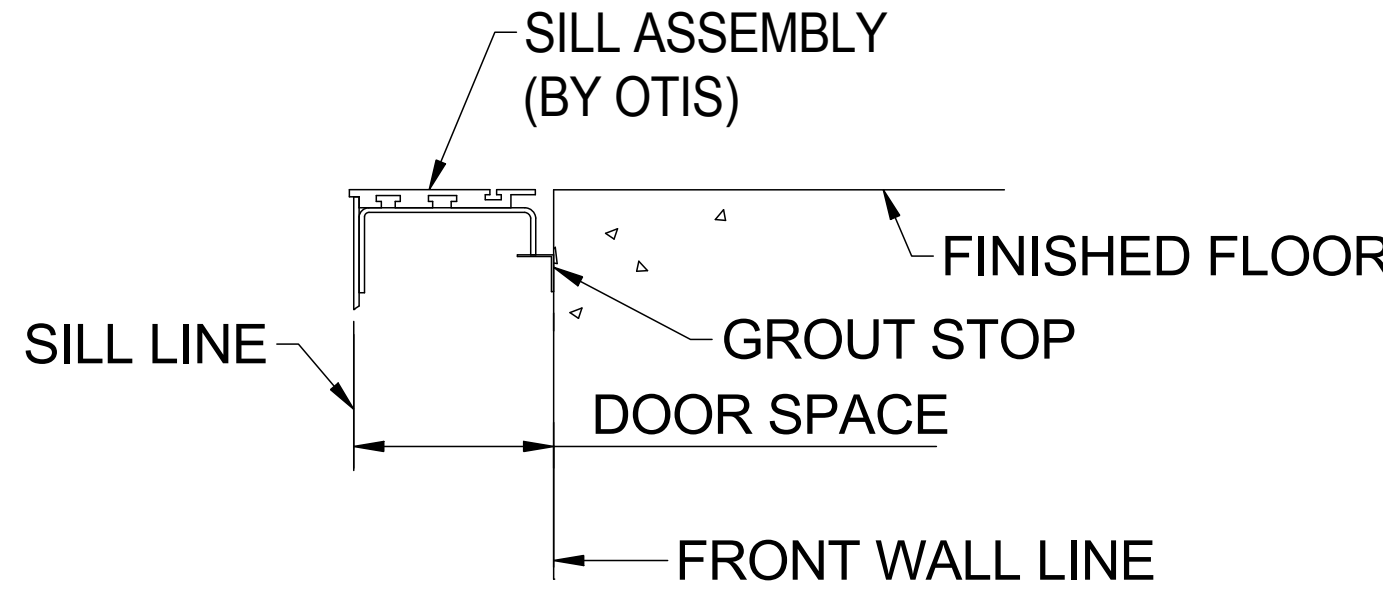 SILL ASSEMBLY
(BY OTIS)
FINISHED FLOOR
SILL LINE
GROUT STOP
DOOR SPACE
FRONT WALL LINE